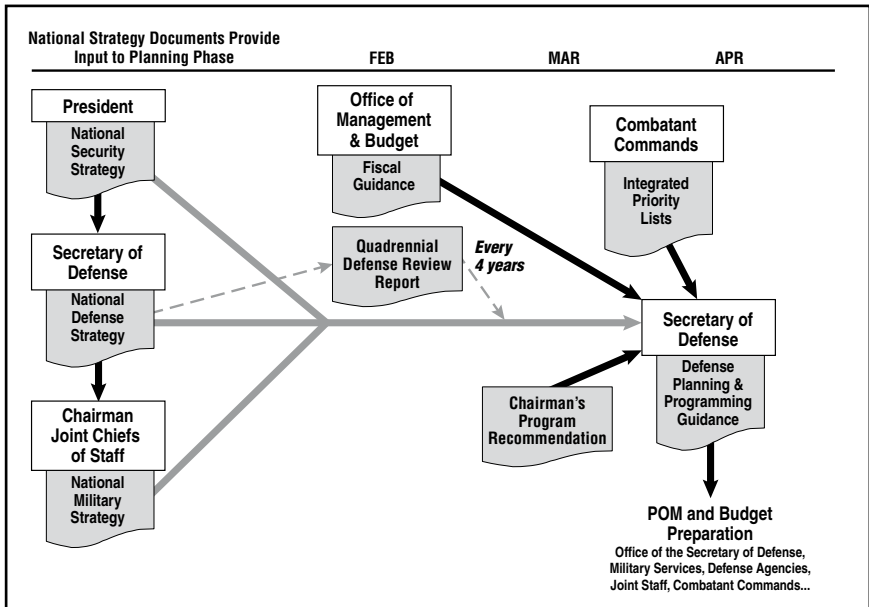 National Strategy Documents Provide
Input to Planning Phase
FEB
MAR
APR
President
National
Security
Strategy
Secretary of
Defense
National
Defense
Strategy
Chairman
Joint Chiefs
of Staff
National
Military
Strategy
Office of
Management
& Budget
Fiscal
Guidance
Quadrennial
Defense Review
Report
Every
4 years
Chairman's
Program
Recommendation
Combatant
Commands
Integrated
Priority
Lists
Secretary of
Defense
Defense
Planning &
Programming
Guidance
POM and Budget
Preparation
Office of the Secretary of Defense,
Military Services, Defense Agencies,
Joint Staff, Combatant Commands...